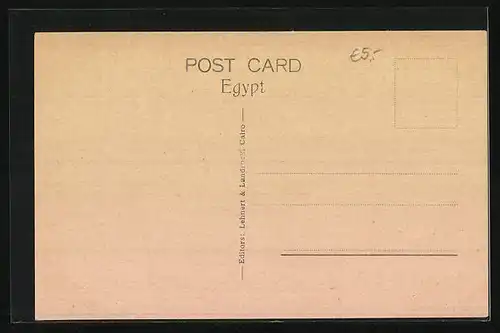 POST CARD
€5.-
Egypt
Editors: Lehnert & Landrock, Cairo